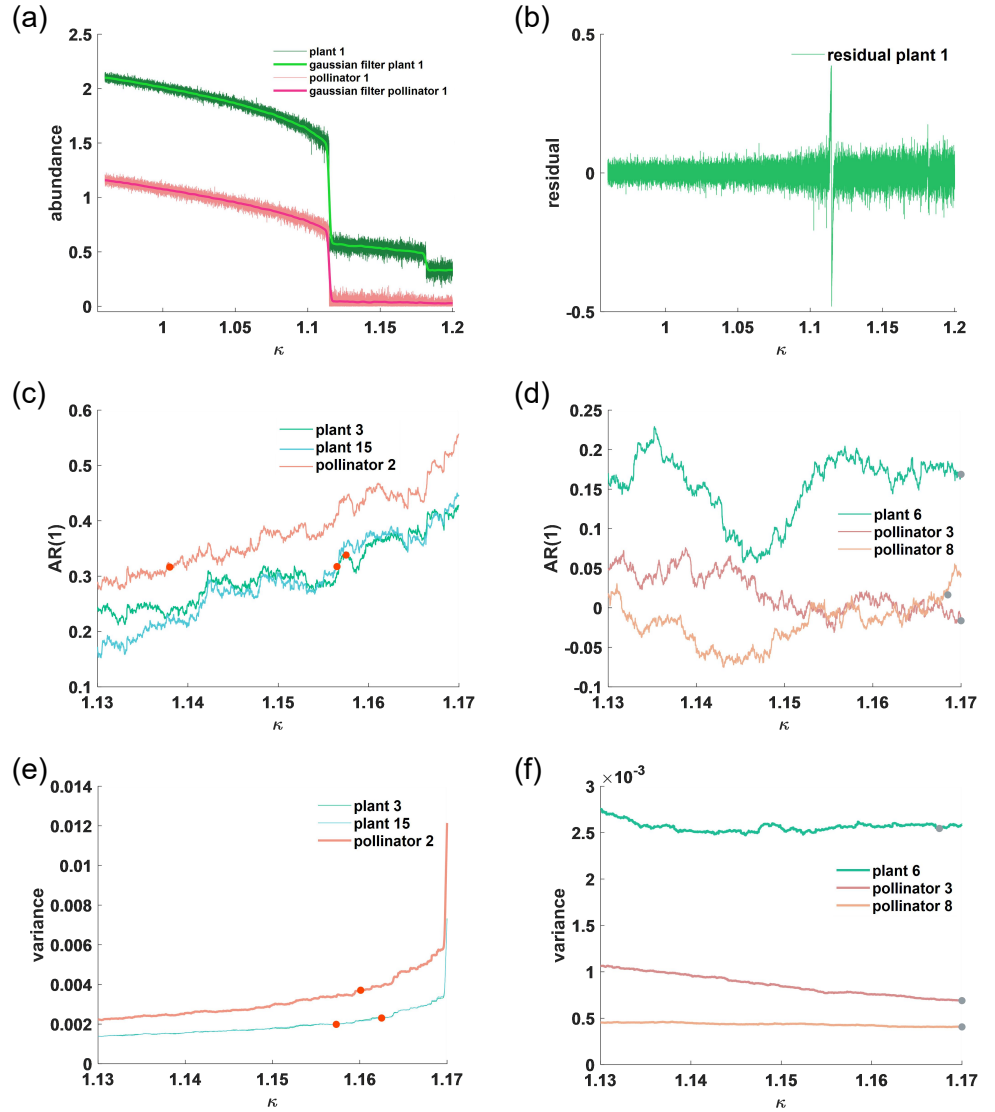 (a)
2.5
2
1.5
1
0.5
0
abundance
plant 1
gaussian filter plant 1
pollinator 1
gaussian filter pollinator 1
1 1.05 1.1 1.15 1.2
κ
(b)
0.5
0
-0.5
residual
residual plant 1
1 1.05 1.1 1.15 1.2
κ
(c)
0.6
0.5
0.4
0.3
0.2
0.1
AR(1)
plant 3
plant 15
pollinator 2
1.13 1.14 1.15 1.16 1.17
κ
(d)
0.25
0.2
0.15
0.1
0.05
0
-0.05
-0.1
AR(1)
plant 6
pollinator 3
pollinator 8
1.13 1.14 1.15 1.16 1.17
κ
(e)
0.014
0.012
0.01
0.008
0.006
0.004
0.002
0
variance
plant 3
plant 15
pollinator 2
1.13 1.14 1.15 1.16 1.17
κ
(f)
×10⁻³
3
2.5
2
1.5
1
0.5
0
variance
plant 6
pollinator 3
pollinator 8
1.13 1.14 1.15 1.16 1.17
κ